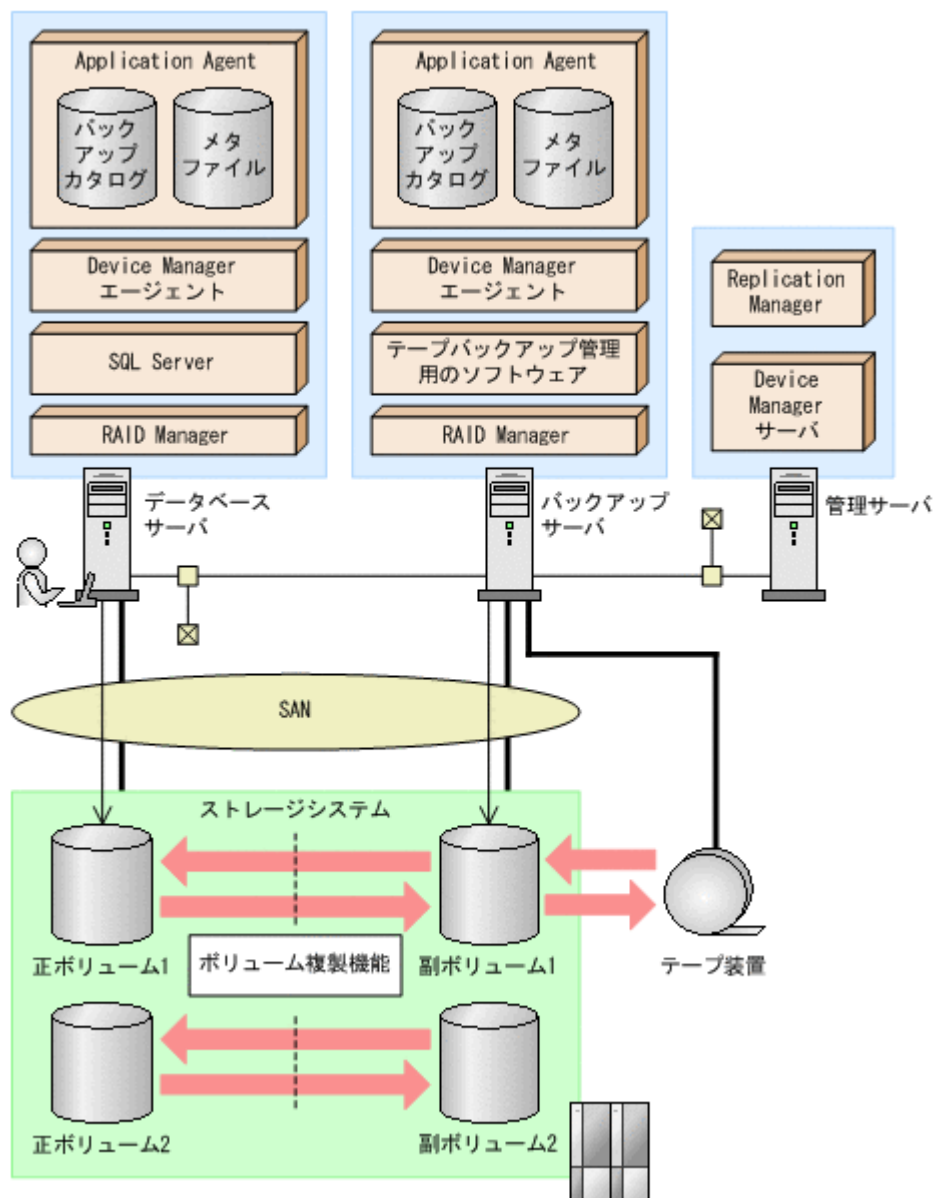 Application Agent
バック
アップ
カタログ
メタ
ファイル
Device Manager
エージェント
SQL Server
RAID Manager
Application Agent
バック
アップ
カタログ
メタ
ファイル
Device Manager
エージェント
テープバックアップ管理
用のソフトウェア
RAID Manager
Replication
Manager
Device
Manager
サーバ
データベース
サーバ
バックアップ
サーバ
管理サーバ
SAN
ストレージシステム
正ボリューム1
ボリューム複製機能
副ボリューム1
テープ装置
正ボリューム2
副ボリューム2